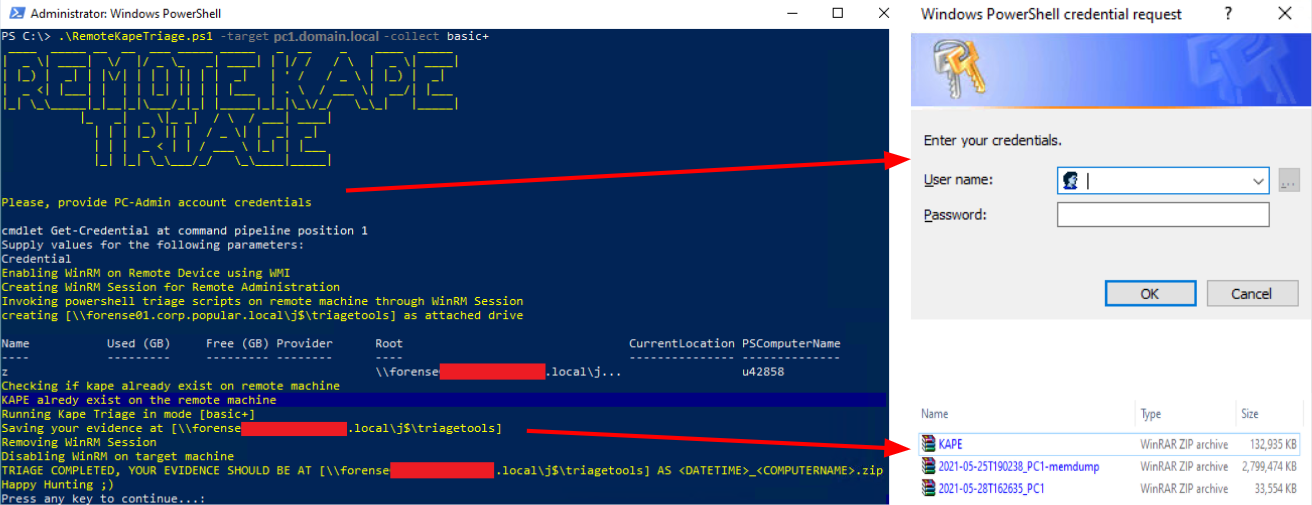 Administrator: Windows PowerShell
PS C:\> .\RemoteKapeTriage.ps1 -target pc1.domain.local -collect basic+
REMOTE KAPE
TRIAGE
Please, provide PC-Admin account credentials
cmdlet Get-Credential at command pipeline position 1
Supply values for the following parameters:
Credential
Enabling WinRM on Remote Device using WMI
Creating WinRM Session for Remote Administration
Invoking powershell triage scripts on remote machine through WinRM Session
creating [\\forense01.corp.popular.local\j$\triagetools] as attached drive
Name Used (GB) Free (GB) Provider Root CurrentLocation PSComputerName
---- --------- --------- -------- ---- --------------- --------------
z \\forense .local\j... u42858
Checking if kape already exist on remote machine
KAPE alredy exist on the remote machine
Running Kape Triage in mode [basic+]
Saving your evidence at [\\forense .local\j$\triagetools]
Removing WinRM Session
Disabling WinRM on target machine
TRIAGE COMPLETED, YOUR EVIDENCE SHOULD BE AT [\\forense .local\j$\triagetools] AS <DATETIME>_<COMPUTERNAME>.zip
Happy Hunting ;)
Press any key to continue...:
Windows PowerShell credential request
Enter your credentials.
User name:
...
Password:
OK Cancel
Name Type Size
KAPE WinRAR ZIP archive 132,935 KB
2021-05-25T190238_PC1-memdump WinRAR ZIP archive 2,799,474 KB
2021-05-28T162635_PC1 WinRAR ZIP archive 33,554 KB